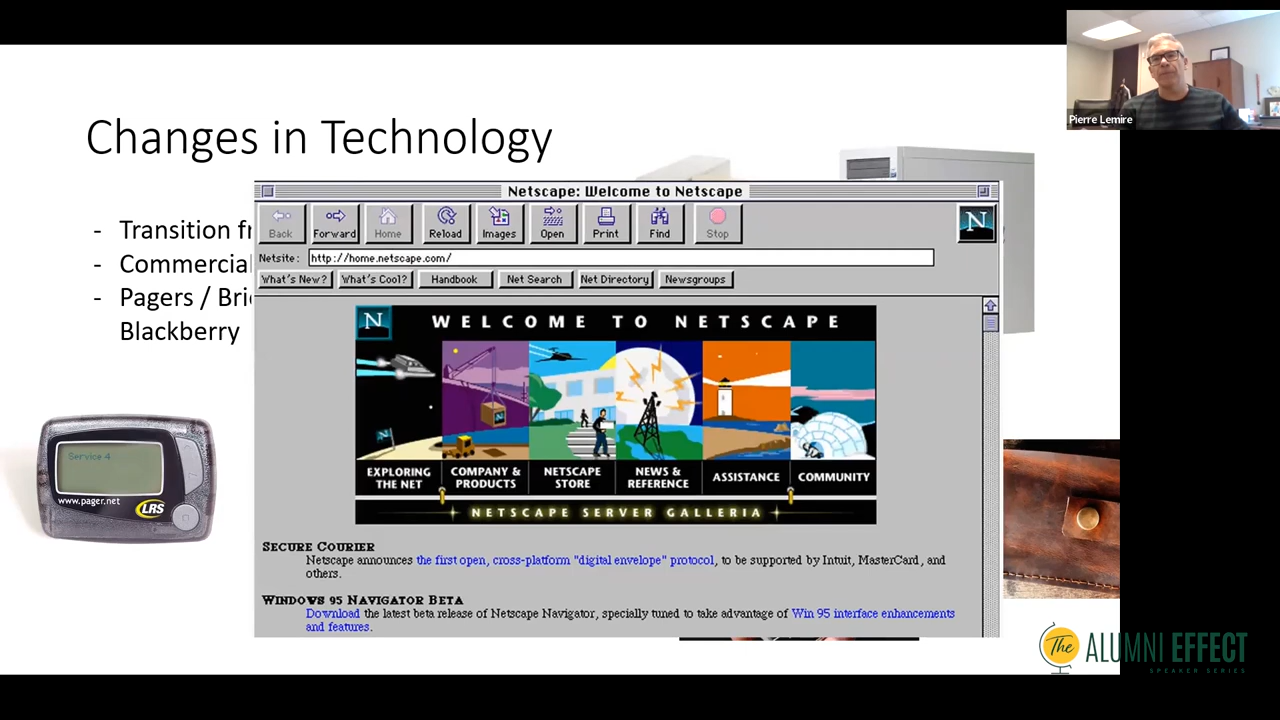 Pierre Lemire
Changes in Technology
Netscape: Welcome to Netscape
Back
Forward
Home
Reload
Images
Open
Print
Find
Stop
N
- Transition fr
Netsite: http://home.netscape.com/
- Commercial
What's New?
What's Cool?
Handbook
Net Search
Net Directory
Newsgroups
- Pagers / Brie
Blackberry
N
WELCOME TO NETSCAPE
N
N
EXPLORING THE NET
COMPANY & PRODUCTS
NETSCAPE STORE
NEWS & REFERENCE
ASSISTANCE
COMMUNITY
NETSCAPE SERVER GALLERIA
Service 4
www.pager.net
LRS
SECURE COURIER
Netscape announces the first open, cross-platform "digital envelope" protocol, to be supported by Intuit, MasterCard, and
others.
WINDOWS 95 NAVIGATOR BETA
Download the latest beta release of Netscape Navigator, specially tuned to take advantage of Win 95 interface enhancements
and features.
The ALUMNI EFFECT
SPEAKER SERIES